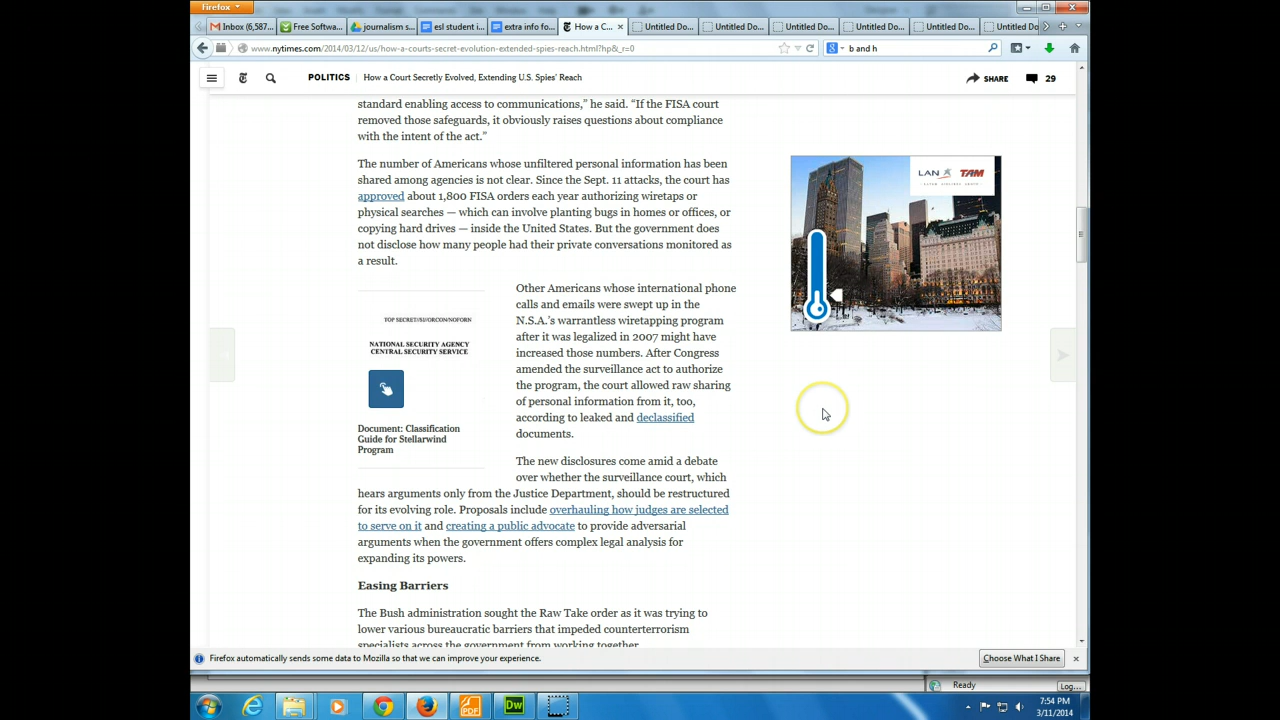 Firefox
Inbox (6,587...
Free Softwa...
journalism s...
esl student i...
extra info fo...
How a C...
Untitled Do...
Untitled Do...
Untitled Do...
Untitled Do...
Untitled Do...
Untitled Do
www.nytimes.com/2014/03/12/us/how-a-courts-secret-evolution-extended-spies-reach.html?hp&_r=0
b and h
POLITICS
How a Court Secretly Evolved, Extending U.S. Spies' Reach
SHARE
29
standard enabling access to communications,” he said. “If the FISA court
removed those safeguards, it obviously raises questions about compliance
with the intent of the act.”
The number of Americans whose unfiltered personal information has been
shared among agencies is not clear. Since the Sept. 11 attacks, the court has
approved about 1,800 FISA orders each year authorizing wiretaps or
physical searches — which can involve planting bugs in homes or offices, or
copying hard drives — inside the United States. But the government does
not disclose how many people had their private conversations monitored as
a result.
TOP SECRET//SI//ORCON/NOFORN
NATIONAL SECURITY AGENCY
CENTRAL SECURITY SERVICE
Document: Classification
Guide for Stellarwind
Program
Other Americans whose international phone
calls and emails were swept up in the
N.S.A.’s warrantless wiretapping program
after it was legalized in 2007 might have
increased those numbers. After Congress
amended the surveillance act to authorize
the program, the court allowed raw sharing
of personal information from it, too,
according to leaked and declassified
documents.
The new disclosures come amid a debate
over whether the surveillance court, which
hears arguments only from the Justice Department, should be restructured
for its evolving role. Proposals include overhauling how judges are selected
to serve on it and creating a public advocate to provide adversarial
arguments when the government offers complex legal analysis for
expanding its powers.
Easing Barriers
The Bush administration sought the Raw Take order as it was trying to
lower various bureaucratic barriers that impeded counterterrorism
specialists across the government from working together.
LAN
TAM
Firefox automatically sends some data to Mozilla so that we can improve your experience.
Choose What I Share
Ready
Log...
PDF
Dw
7:54 PM
3/11/2014